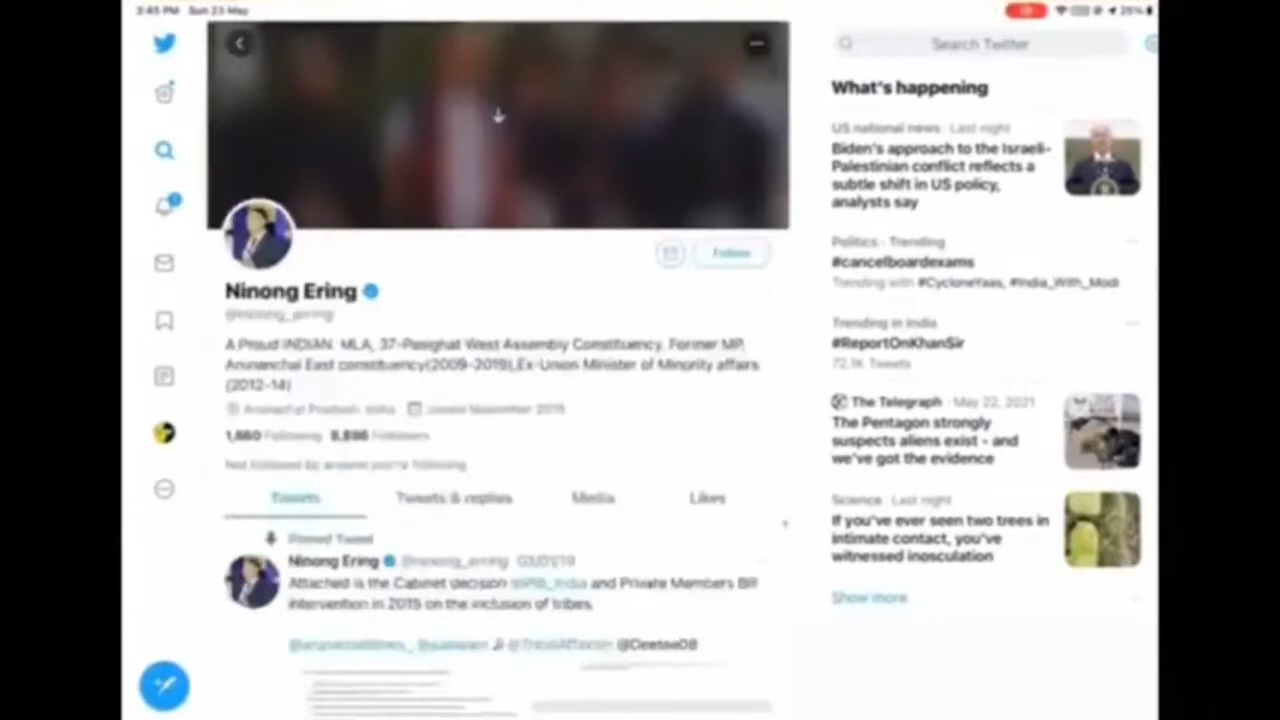 3:45 PM Sun 23 May
25%
Search Twitter
What's happening
US national news · Last night
Biden's approach to the Israeli-
Palestinian conflict reflects a
subtle shift in US policy,
analysts say
Politics · Trending
#cancelboardexams
Trending with #CycloneYaas, #India_With_Modi
Trending in India
#ReportOnKhanSir
72.1K Tweets
The Telegraph · May 22, 2021
The Pentagon strongly
suspects aliens exist - and
we've got the evidence
Science · Last night
If you've ever seen two trees in
intimate contact, you've
witnessed inosculation
Show more
Follow
Ninong Ering
@ninong_erring
A Proud INDIAN. MLA, 37-Pasighat West Assembly Constituency. Former MP,
Arunanchal East constituency(2009-2019),Ex-Union Minister of Minority affairs
(2012-14)
Arunachal Pradesh, India Joined November 2015
Following Followers
Not followed by anyone you're following
Tweets Tweets & replies Media Likes
Pinned Tweet
Ninong Ering @ninong_erring
Attached is the Cabinet decision @PIB_India and Private Members Bill
intervention in 2015 on the inclusion of tribes.
@TribalAffairsIn @Deetoo08